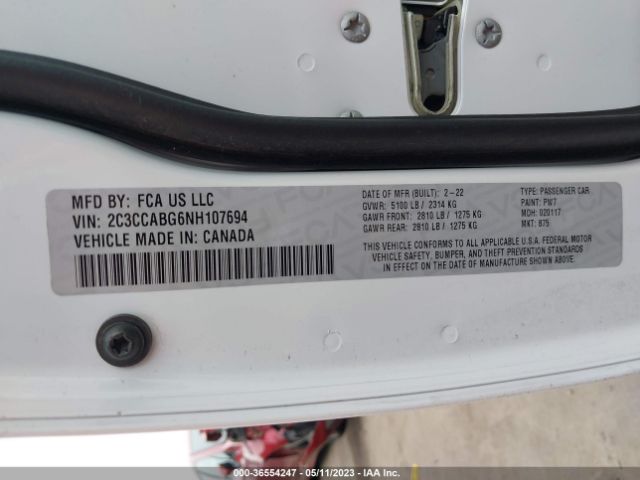 MFD BY: FCA US LLC
VIN: 2C3CCABG6NH107694
VEHICLE MADE IN: CANADA
DATE OF MFR (BUILT): 2-22
GVWR: 5100 LB / 2314 KG
GAWR FRONT: 2810 LB / 1275 KG
GAWR REAR: 2810 LB / 1275 KG
TYPE: PASSENGER CAR
PAINT: PW7
MDH: 020117
MKT: 875
THIS VEHICLE CONFORMS TO ALL APPLICABLE U.S.A. FEDERAL MOTOR
VEHICLE SAFETY, BUMPER, AND THEFT PREVENTION STANDARDS
IN EFFECT ON THE DATE OF MANUFACTURE SHOWN ABOVE.
000-36554247 - 05/11/2023 - IAA Inc.